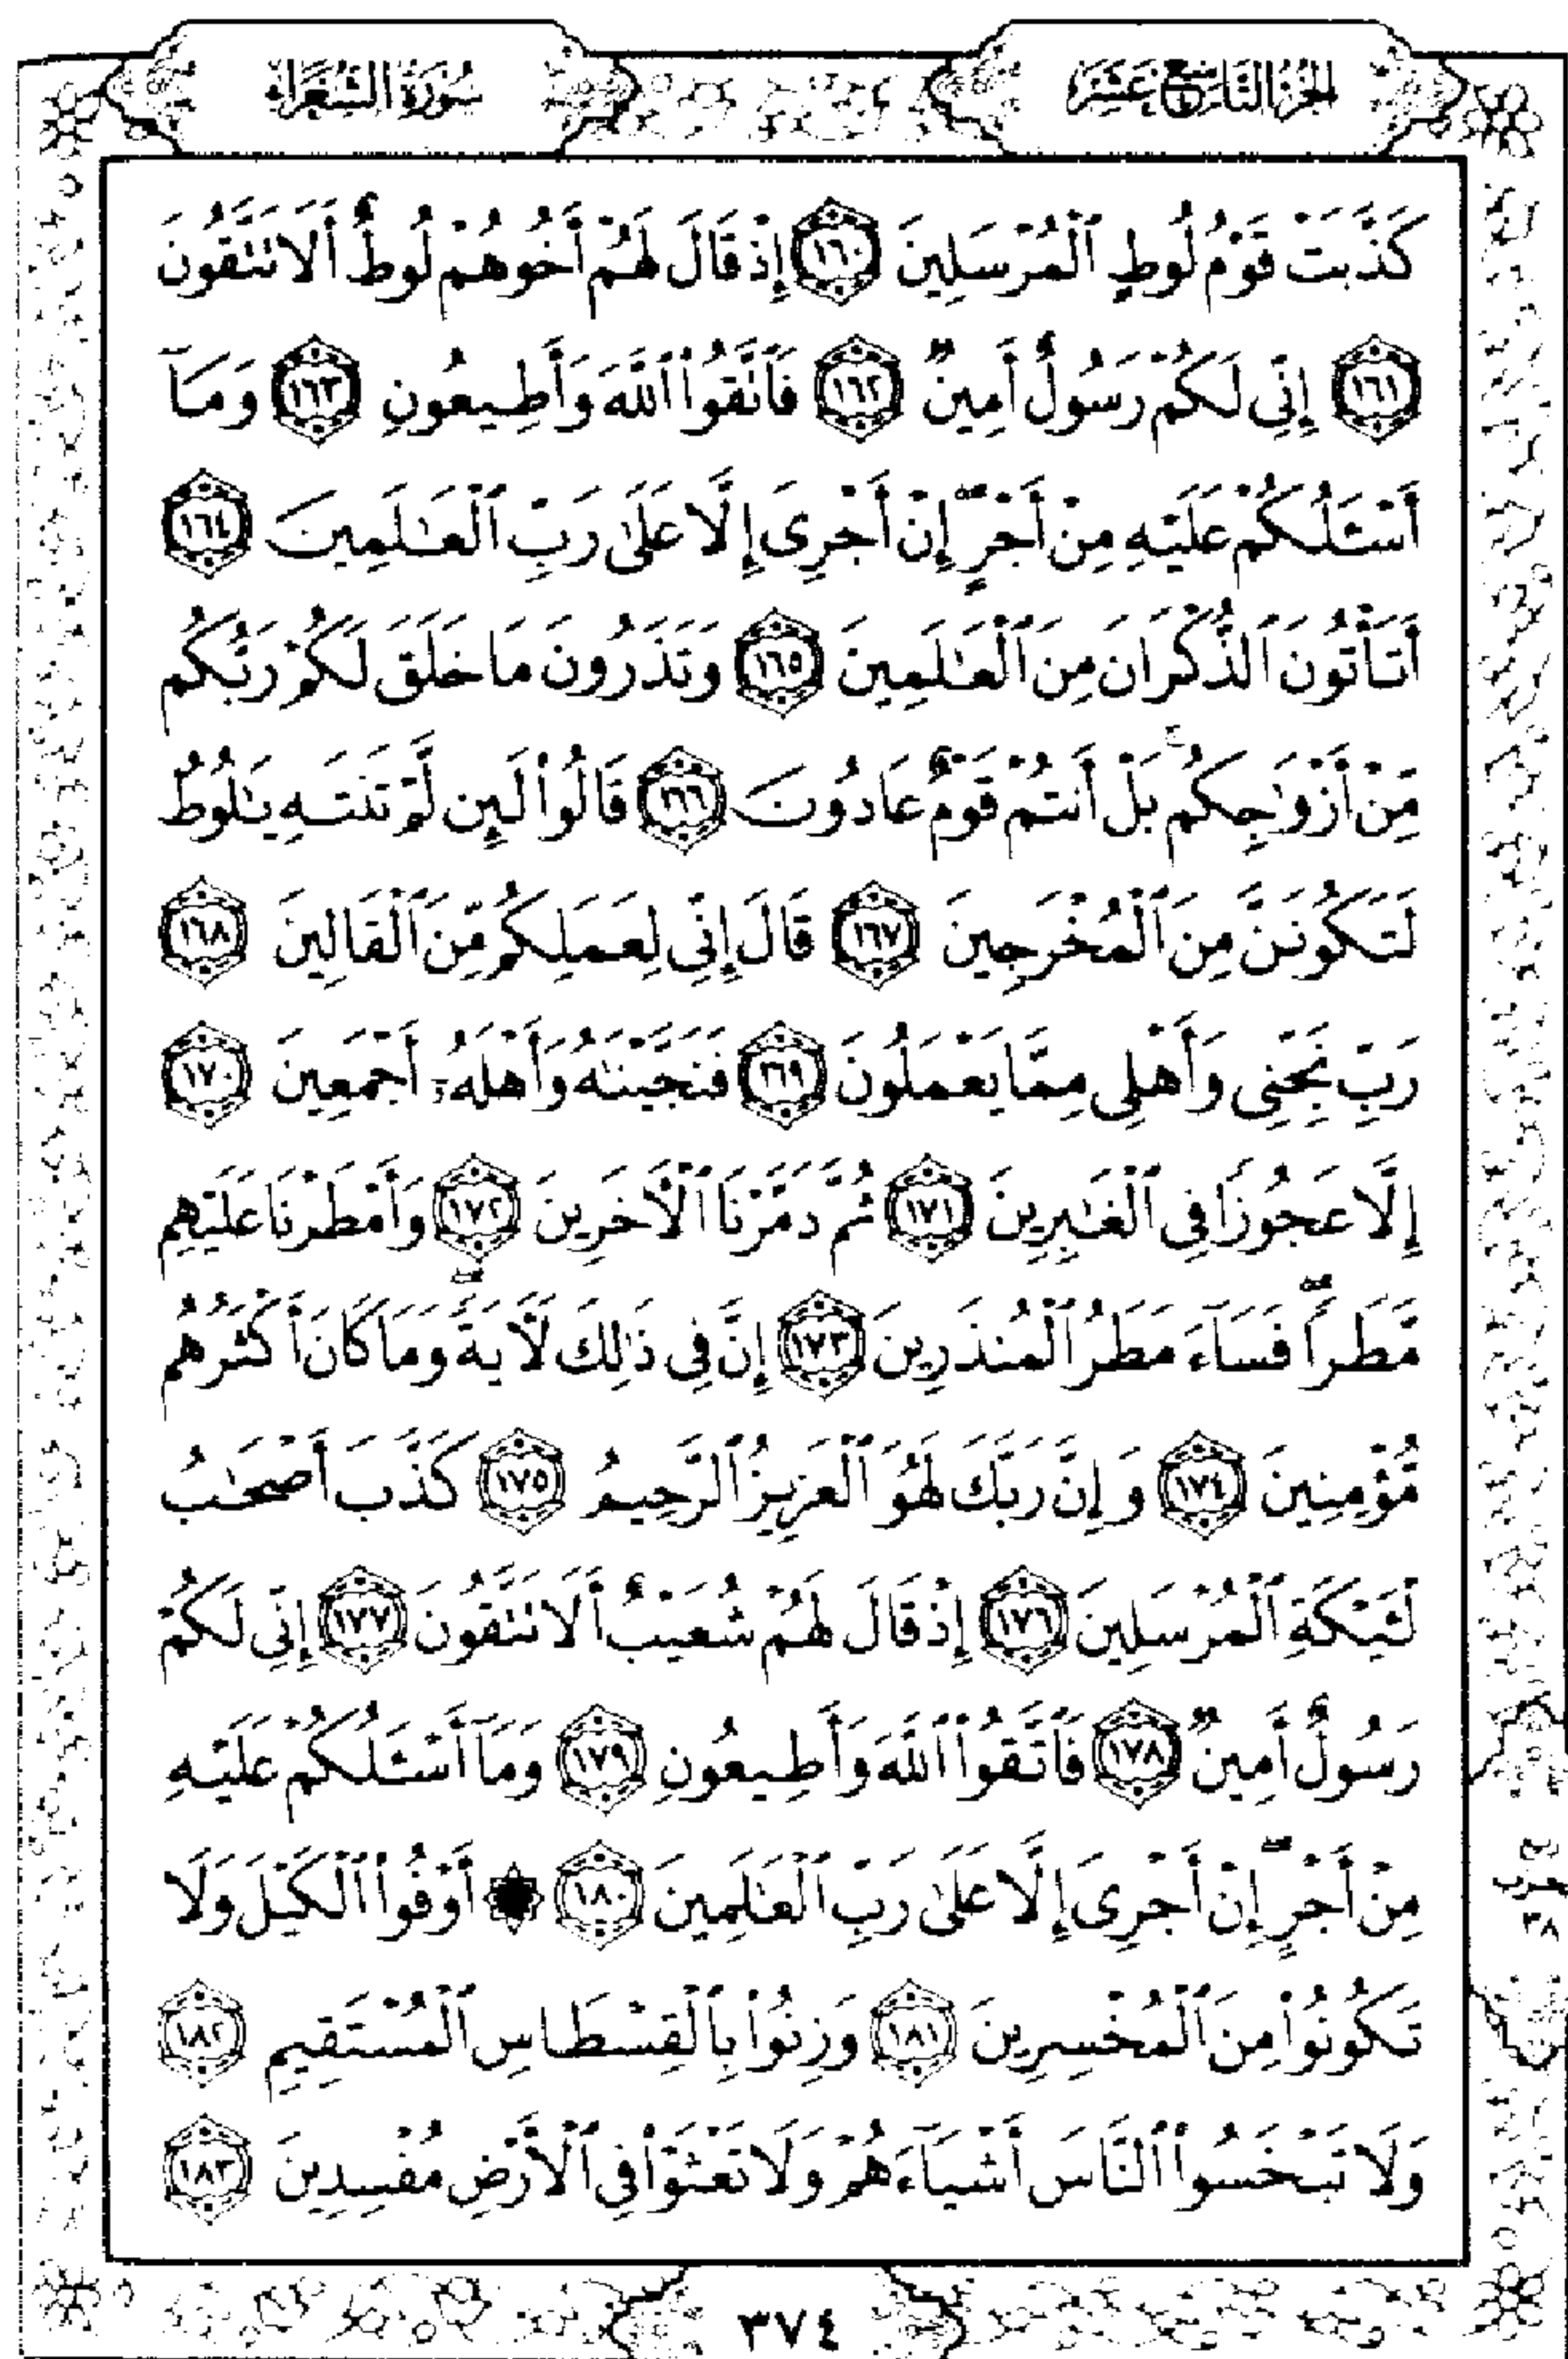 الجزء التاسع عشر
سورة الشعراء
كَذَّبَتْ قَوْمُ لُوطٍ ٱلْمُرْسَلِينَ ١٦٠ إِذْ قَالَ لَهُمْ أَخُوهُمْ لُوطٌ أَلَا تَتَّقُونَ
١٦١ إِنِّى لَكُمْ رَسُولٌ أَمِينٌ ١٦٢ فَٱتَّقُوا۟ ٱللَّهَ وَأَطِيعُونِ ١٦٣ وَمَآ
أَسْـَٔلُكُمْ عَلَيْهِ مِنْ أَجْرٍ ۖ إِنْ أَجْرِىَ إِلَّا عَلَىٰ رَبِّ ٱلْعَـٰلَمِينَ ١٦٤
أَتَأْتُونَ ٱلذُّكْرَانَ مِنَ ٱلْعَـٰلَمِينَ ١٦٥ وَتَذَرُونَ مَا خَلَقَ لَكُمْ رَبُّكُم
مِّنْ أَزْوَٰجِكُم ۚ بَلْ أَنتُمْ قَوْمٌ عَادُونَ ١٦٦ قَالُوا۟ لَئِن لَّمْ تَنتَهِ يَـٰلُوطُ
لَتَكُونَنَّ مِنَ ٱلْمُخْرَجِينَ ١٦٧ قَالَ إِنِّى لِعَمَلِكُم مِّنَ ٱلْقَالِينَ ١٦٨
رَبِّ نَجِّنِى وَأَهْلِى مِمَّا يَعْمَلُونَ ١٦٩ فَنَجَّيْنَـٰهُ وَأَهْلَهُۥٓ أَجْمَعِينَ ١٧٠
إِلَّا عَجُوزًا فِى ٱلْغَـٰبِرِينَ ١٧١ ثُمَّ دَمَّرْنَا ٱلْـَٔاخَرِينَ ١٧٢ وَأَمْطَرْنَا عَلَيْهِم
مَّطَرًا ۖ فَسَآءَ مَطَرُ ٱلْمُنذَرِينَ ١٧٣ إِنَّ فِى ذَٰلِكَ لَـَٔايَةً ۖ وَمَا كَانَ أَكْثَرُهُم
مُّؤْمِنِينَ ١٧٤ وَإِنَّ رَبَّكَ لَهُوَ ٱلْعَزِيزُ ٱلرَّحِيمُ ١٧٥ كَذَّبَ أَصْحَـٰبُ
لْـَٔيْكَةِ ٱلْمُرْسَلِينَ ١٧٦ إِذْ قَالَ لَهُمْ شُعَيْبٌ أَلَا تَتَّقُونَ ١٧٧ إِنِّى لَكُمْ
رَسُولٌ أَمِينٌ ١٧٨ فَٱتَّقُوا۟ ٱللَّهَ وَأَطِيعُونِ ١٧٩ وَمَآ أَسْـَٔلُكُمْ عَلَيْهِ
مِنْ أَجْرٍ ۖ إِنْ أَجْرِىَ إِلَّا عَلَىٰ رَبِّ ٱلْعَـٰلَمِينَ ١٨٠ ۞ أَوْفُوا۟ ٱلْكَيْلَ وَلَا
تَكُونُوا۟ مِنَ ٱلْمُخْسِرِينَ ١٨١ وَزِنُوا۟ بِٱلْقِسْطَاسِ ٱلْمُسْتَقِيمِ ١٨٢
وَلَا تَبْخَسُوا۟ ٱلنَّاسَ أَشْيَآءَهُمْ وَلَا تَعْثَوْا۟ فِى ٱلْأَرْضِ مُفْسِدِينَ ١٨٣
حزب
٣٨
٣٧٤